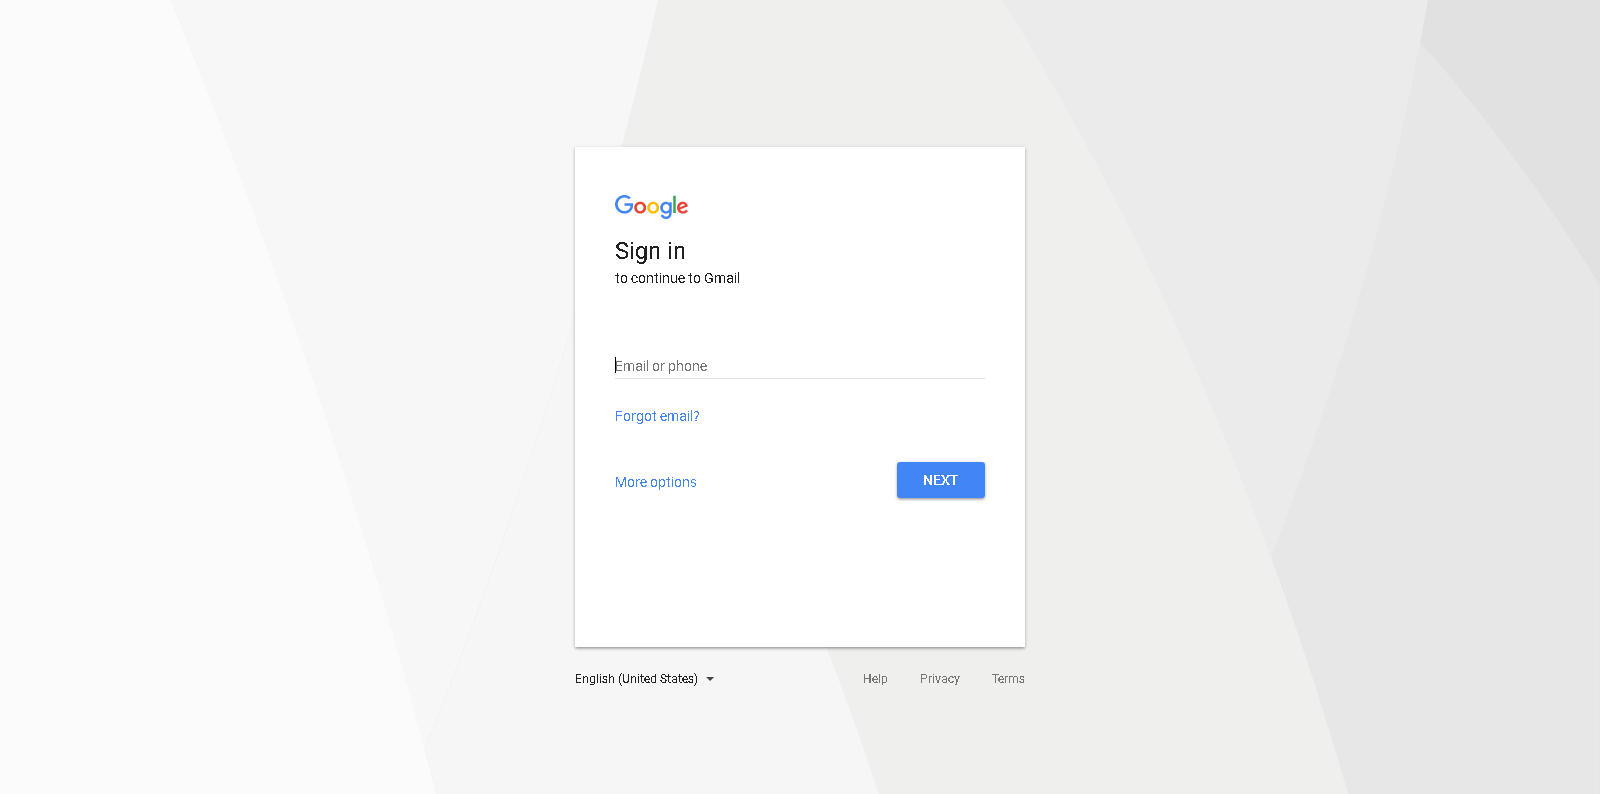 Google
Sign in
to continue to Gmail
Email or phone
Forgot email?
More options
NEXT
English (United States)
Help
Privacy
Terms